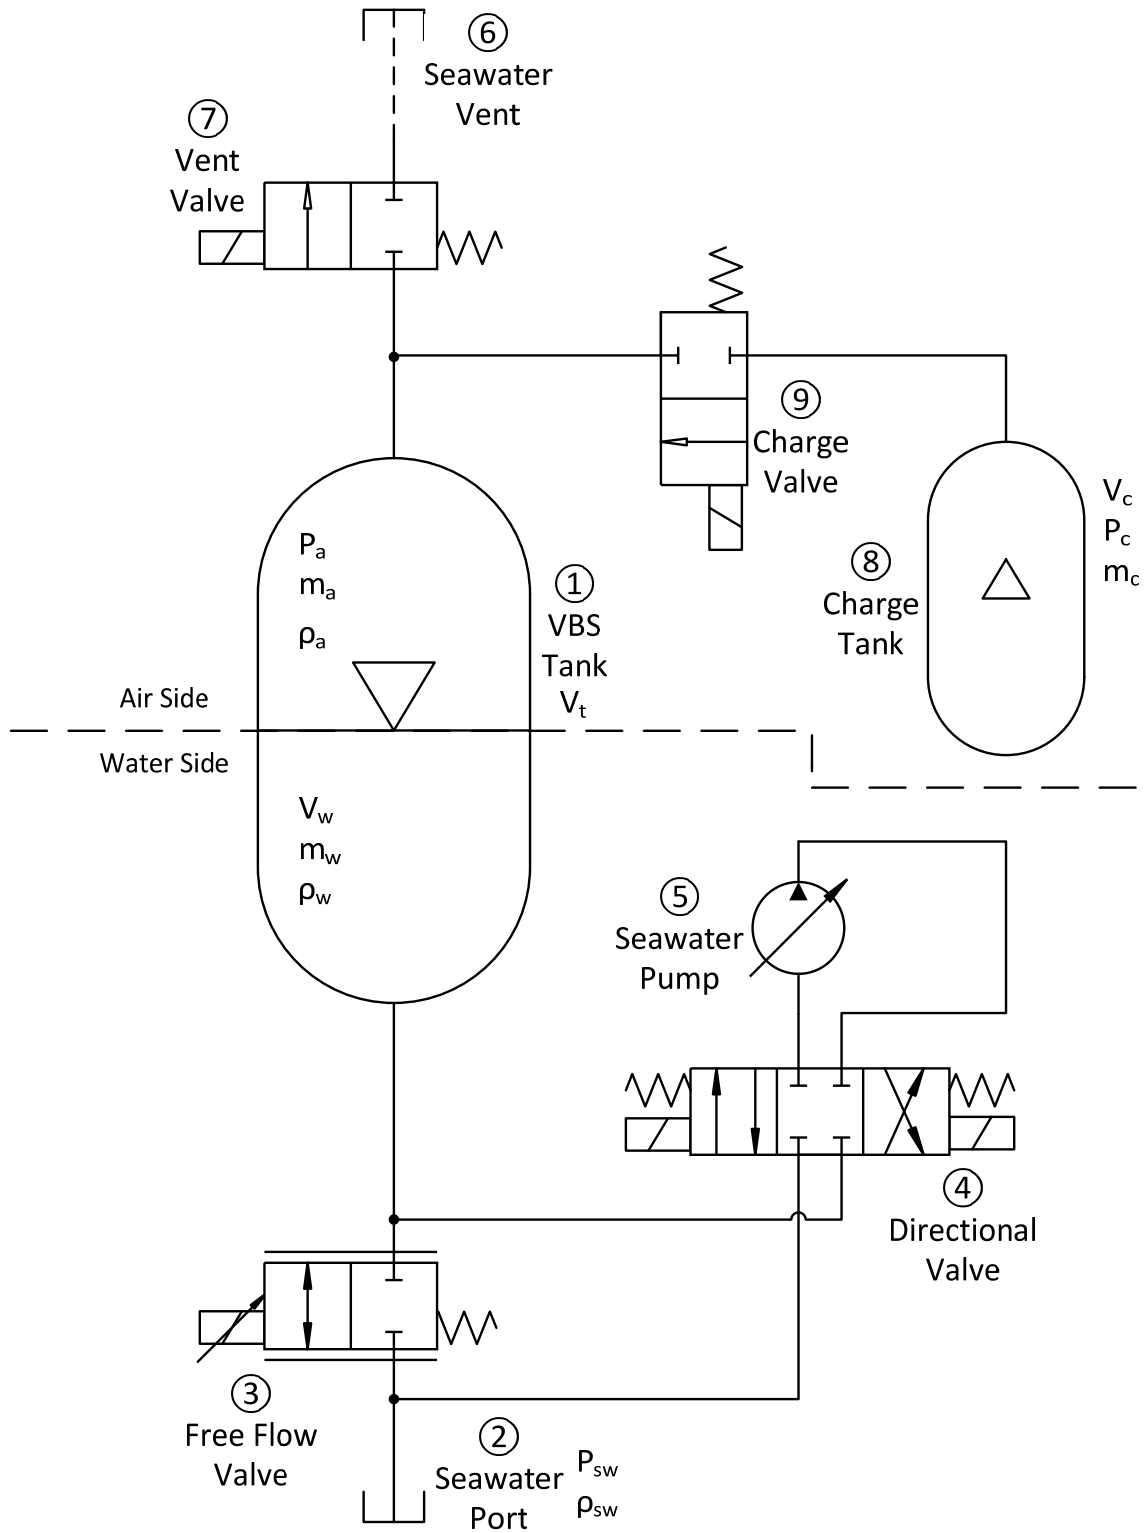 ⑥
Seawater
Vent
⑦
Vent
Valve
⑨
Charge
Valve
Vc
Pc
mc
⑧
Charge
Tank
Pa
ma
ρa
①
VBS
Tank
Vt
Air Side
Water Side
Vw
mw
ρw
⑤
Seawater
Pump
④
Directional
Valve
③
Free Flow
Valve
②
Seawater
Port
Psw
ρsw